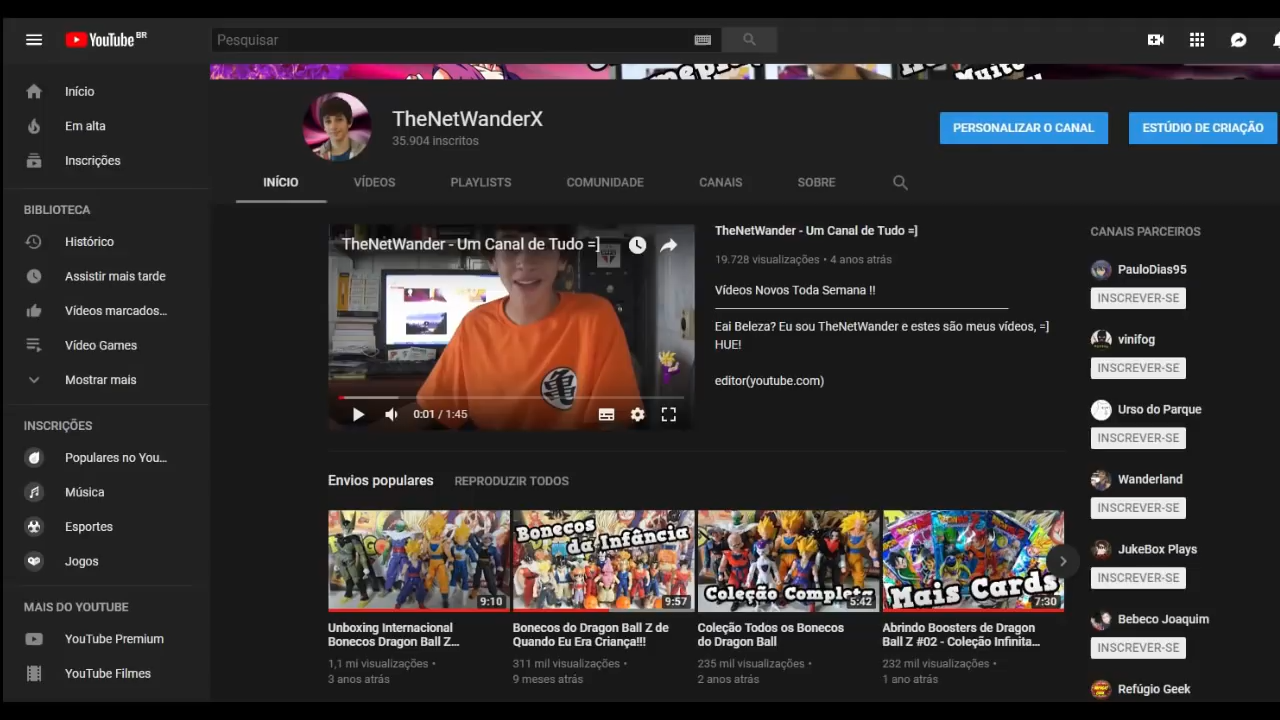 YouTube BR
Pesquisar
Início
Em alta
Inscrições
BIBLIOTECA
Histórico
Assistir mais tarde
Vídeos marcados...
Vídeo Games
Mostrar mais
INSCRIÇÕES
Populares no You...
Música
Esportes
Jogos
MAIS DO YOUTUBE
YouTube Premium
YouTube Filmes
TheNetWanderX
35.904 inscritos
PERSONALIZAR O CANAL
ESTÚDIO DE CRIAÇÃO
INÍCIO
VÍDEOS
PLAYLISTS
COMUNIDADE
CANAIS
SOBRE
TheNetWander - Um Canal de Tudo =]
亀
0:01 / 1:45
TheNetWander - Um Canal de Tudo =]
19.728 visualizações • 4 anos atrás
Vídeos Novos Toda Semana !!
Eai Beleza? Eu sou TheNetWander e estes são meus vídeos, =]
HUE!
editor(youtube.com)
Envios populares
REPRODUZIR TODOS
9:10
Unboxing Internacional
Bonecos Dragon Ball Z...
1,1 mi visualizações •
3 anos atrás
Bonecos
da Infância
9:57
Bonecos do Dragon Ball Z de
Quando Eu Era Criança!!!
311 mil visualizações •
9 meses atrás
Coleção Completa
5:42
Coleção Todos os Bonecos
do Dragon Ball
235 mil visualizações •
2 anos atrás
Mais Cards
7:30
Abrindo Boosters de Dragon
Ball Z #02 - Coleção Infinita...
232 mil visualizações •
1 ano atrás
CANAIS PARCEIROS
PauloDias95
INSCREVER-SE
vinifog
INSCREVER-SE
Urso do Parque
INSCREVER-SE
Wanderland
INSCREVER-SE
JukeBox Plays
INSCREVER-SE
Bebeco Joaquim
INSCREVER-SE
Refúgio Geek